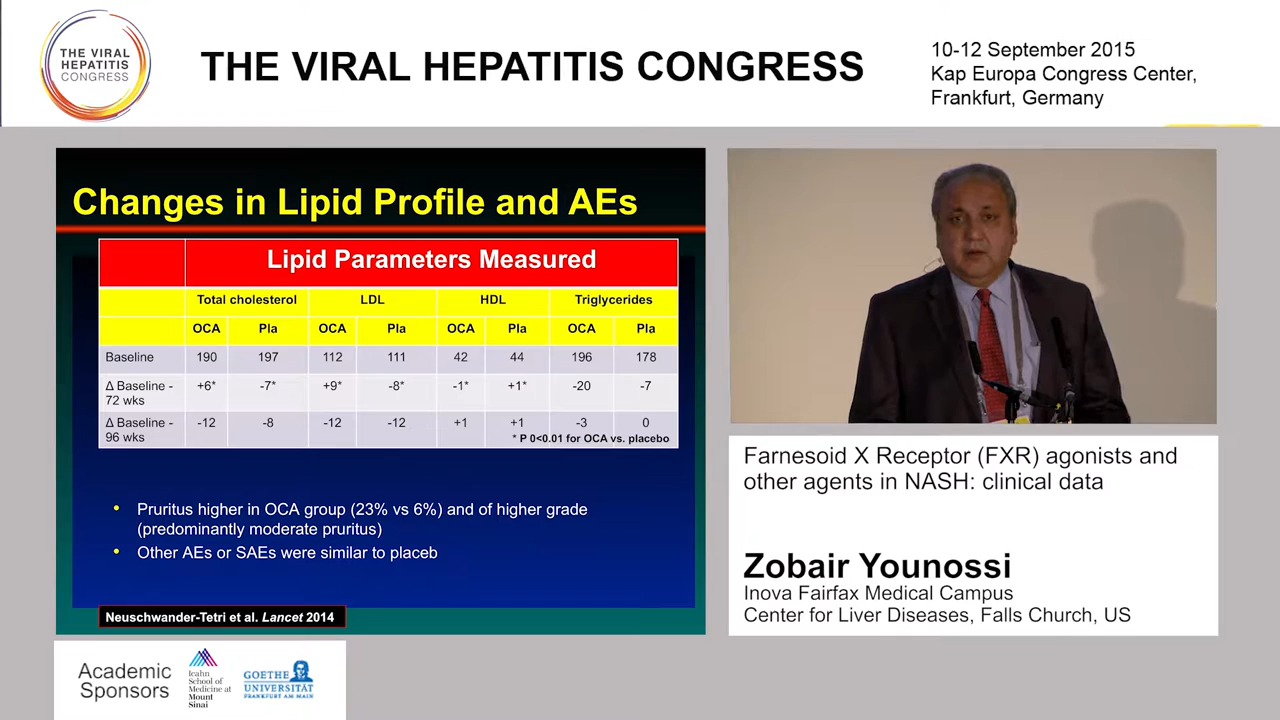 THE VIRAL
HEPATITIS
CONGRESS
THE VIRAL HEPATITIS CONGRESS
10-12 September 2015
Kap Europa Congress Center,
Frankfurt, Germany
Changes in Lipid Profile and AEs
Lipid Parameters Measured
Total cholesterol LDL HDL Triglycerides
OCA Pla OCA Pla OCA Pla OCA Pla
Baseline 190 197 112 111 42 44 196 178
Δ Baseline - 72 wks +6* -7* +9* -8* -1* +1* -20 -7
Δ Baseline - 96 wks -12 -8 -12 -12 +1 +1 -3 0
* P 0<0.01 for OCA vs. placebo
• Pruritus higher in OCA group (23% vs 6%) and of higher grade
(predominantly moderate pruritus)
• Other AEs or SAEs were similar to placeb
Neuschwander-Tetri et al. Lancet 2014
Farnesoid X Receptor (FXR) agonists and
other agents in NASH: clinical data
Zobair Younossi
Inova Fairfax Medical Campus
Center for Liver Diseases, Falls Church, US
Academic
Sponsors
Icahn
School of
Medicine at
Mount
Sinai
GOETHE
UNIVERSITÄT
FRANKFURT AM MAIN